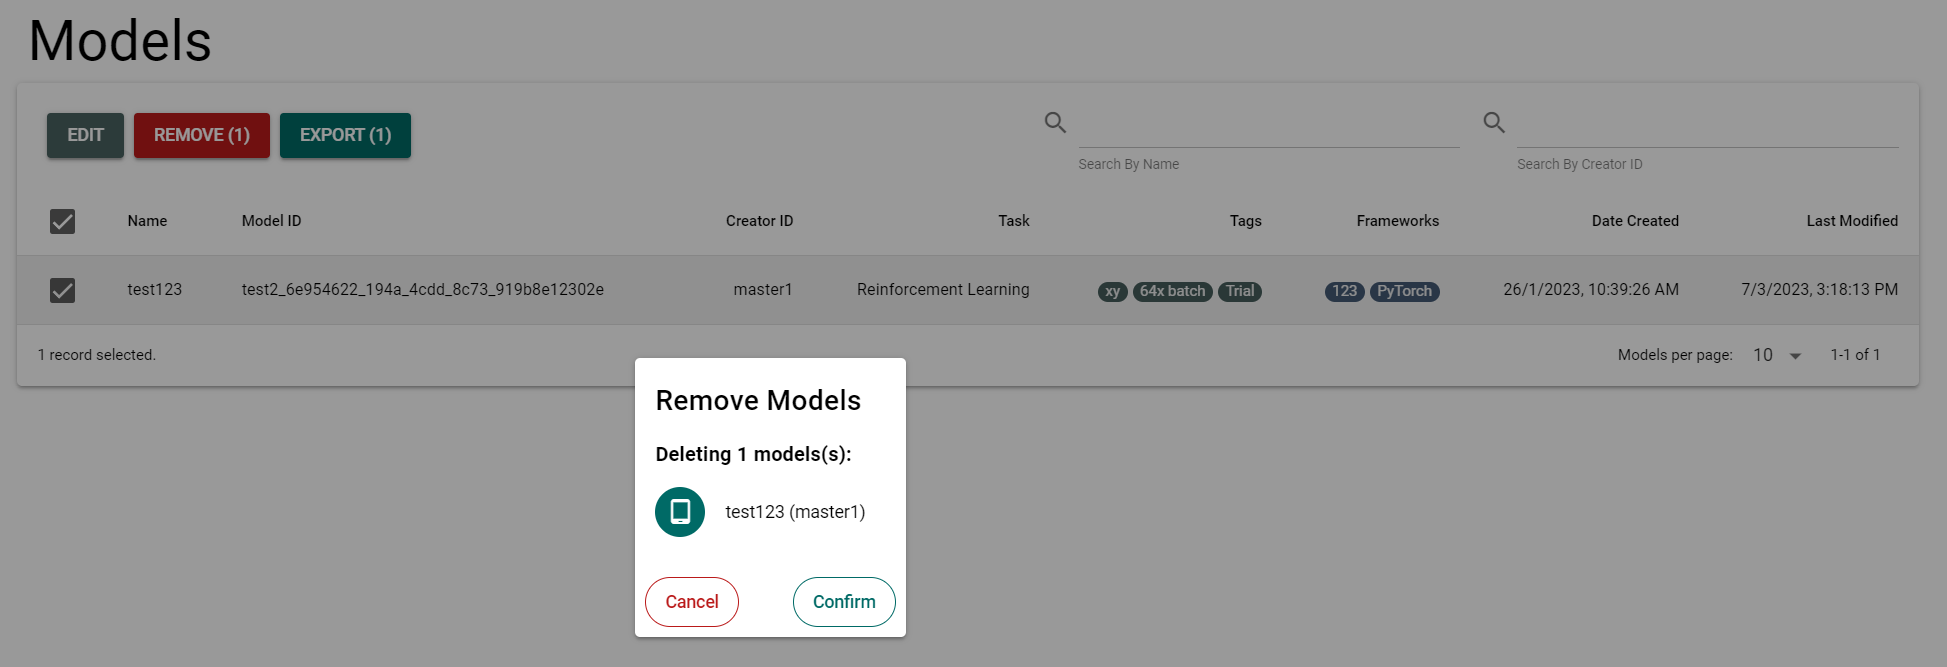 Models
EDIT REMOVE (1) EXPORT (1)
Search By Name Search By Creator ID
Name Model ID Creator ID Task Tags Frameworks Date Created Last Modified
test123 test2_6e954622_194a_4cdd_8c73_919b8e12302e master1 Reinforcement Learning xy 64x batch Trial 123 PyTorch 26/1/2023, 10:39:26 AM 7/3/2023, 3:18:13 PM
1 record selected. Models per page: 10 1-1 of 1
Remove Models
Deleting 1 models(s):
test123 (master1)
Cancel Confirm